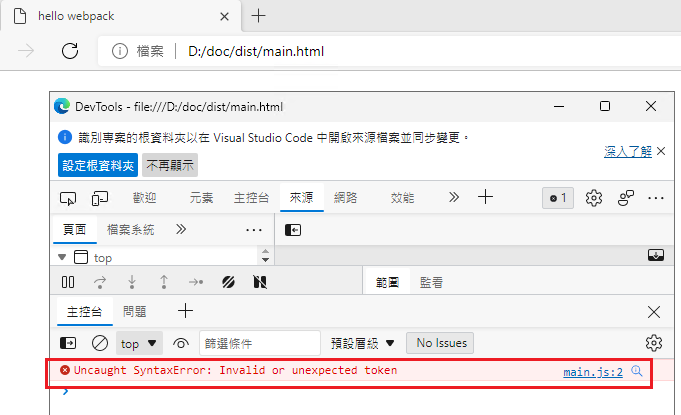 hello webpack
檔案 D:/doc/dist/main.html
DevTools - file:///D:/doc/dist/main.html
識別專案的根資料夾以在 Visual Studio Code 中開啟來源檔案並同步變更。
深入了解
設定根資料夾 不再顯示
歡迎 元素 主控台 來源 網路 效能 1
頁面 檔案系統
top
範圍 監看
主控台 問題
top 篩選條件 預設層級 No Issues
Uncaught SyntaxError: Invalid or unexpected token main.js:2